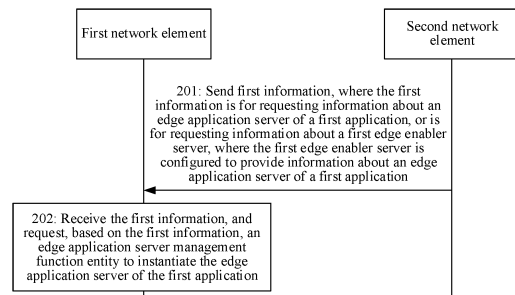 First network element
Second network
element
201: Send first information, where the first
information is for requesting information about an
edge application server of a first application, or is
for requesting information about a first edge enabler
server, where the first edge enabler server is
configured to provide information about an edge
application server of a first application
202: Receive the first information, and
request, based on the first information, an
edge application server management
function entity to instantiate the edge
application server of the first application